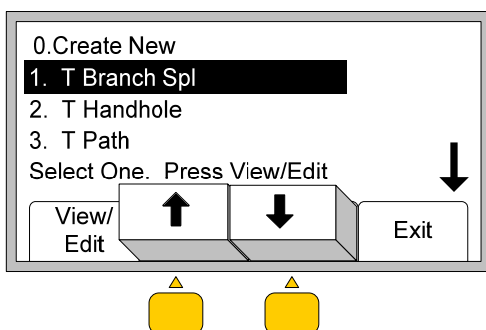 0.Create New
1. T Branch Spl
2. T Handhole
3. T Path
Select One. Press View/Edit
View/
Edit
Exit